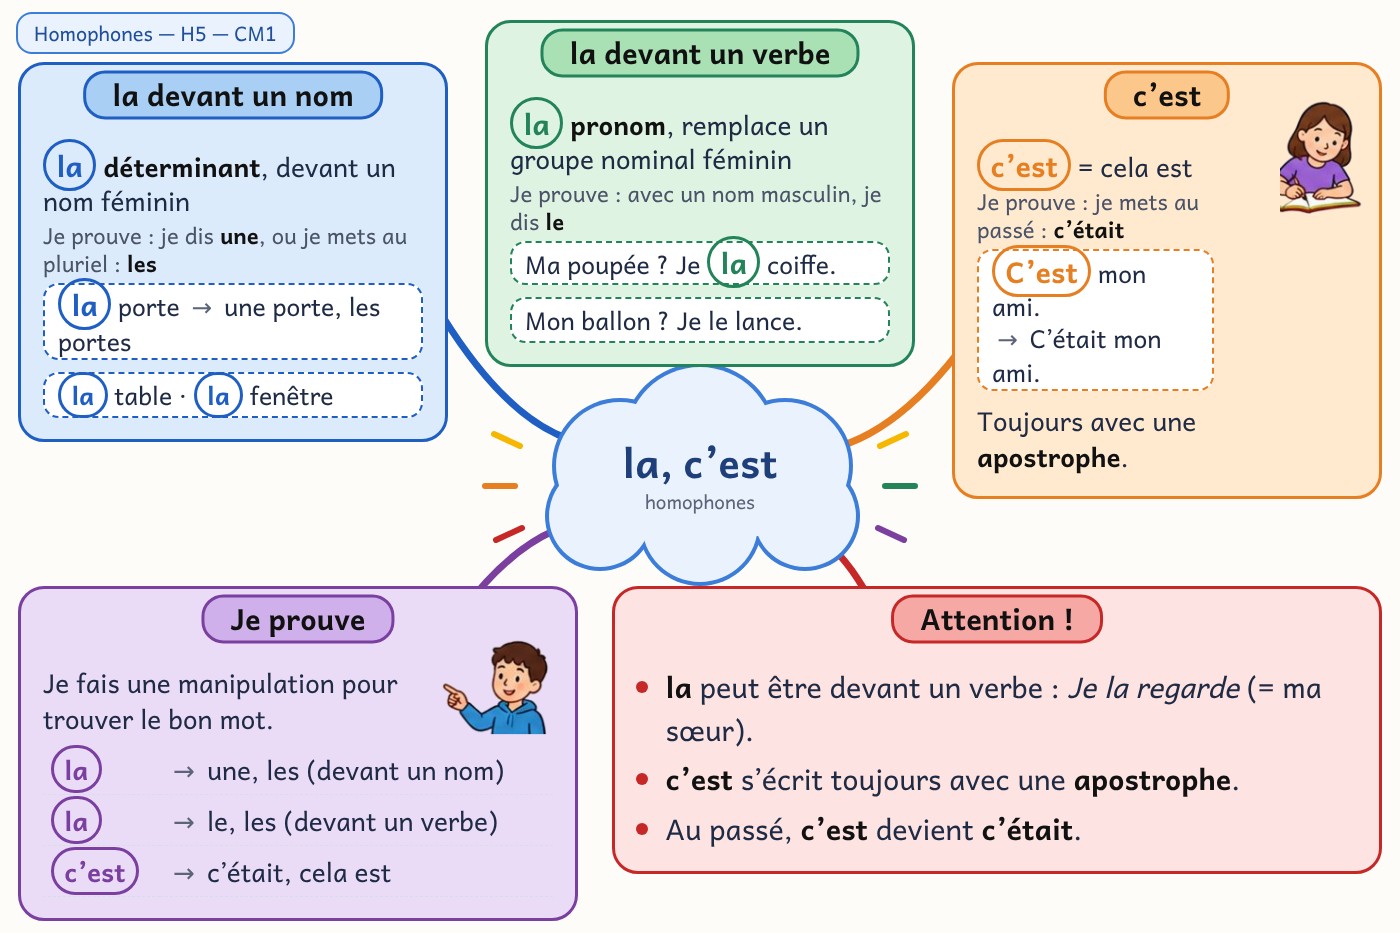 Homophones — H5 — CM1
la devant un nom
la déterminant, devant un
nom féminin
Je prouve : je dis une, ou je mets au
pluriel : les
la porte → une porte, les
portes
la table · la fenêtre
la devant un verbe
la pronom, remplace un
groupe nominal féminin
Je prouve : avec un nom masculin, je
dis le
Ma poupée ? Je la coiffe.
Mon ballon ? Je le lance.
c’est
c’est = cela est
Je prouve : je mets au
passé : c’était
C’est mon
ami.
→ C’était mon
ami.
Toujours avec une
apostrophe.
la, c’est
homophones
Je prouve
Je fais une manipulation pour
trouver le bon mot.
la → une, les (devant un nom)
la → le, les (devant un verbe)
c’est → c’était, cela est
Attention !
• la peut être devant un verbe : Je la regarde (= ma
sœur).
• c’est s’écrit toujours avec une apostrophe.
• Au passé, c’est devient c’était.